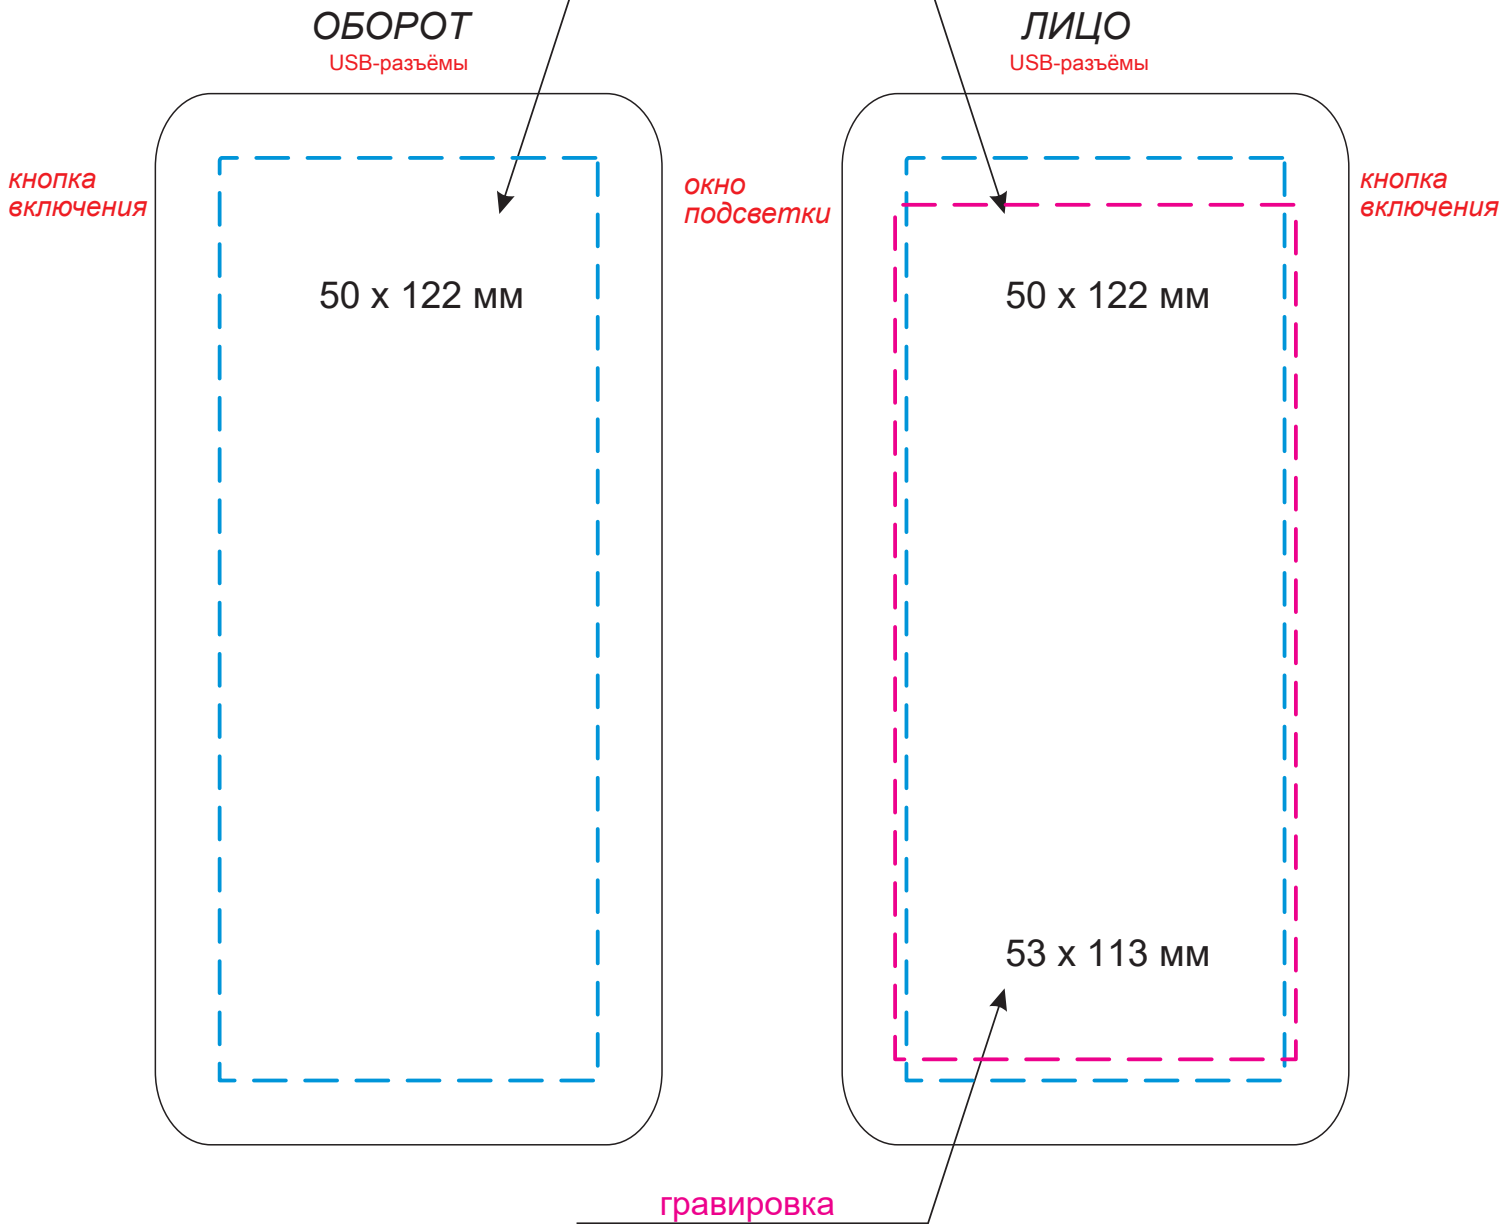 ОБОРОТ
USB-разъёмы
ЛИЦО
USB-разъёмы
кнопка
включения
окно
подсветки
кнопка
включения
50 х 122 мм
50 х 122 мм
53 х 113 мм
гравировка